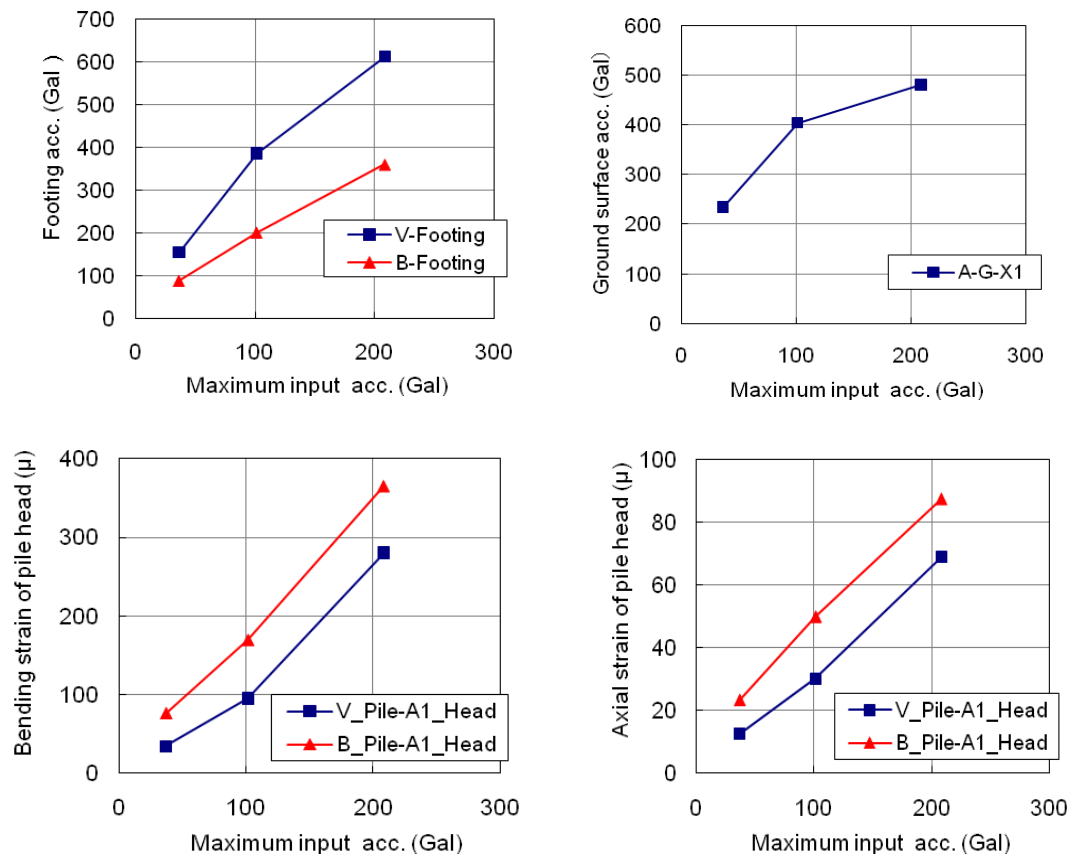 700
600
500
400
300
200
100
0
Footing acc. (Gal )
V-Footing
B-Footing
0 100 200 300
Maximum input acc. (Gal)
600
500
400
300
200
100
0
Ground surface acc. (Gal)
A-G-X1
0 100 200 300
Maximum input acc. (Gal)
400
300
200
100
0
Bending strain of pile head (μ)
V_Pile-A1_Head
B_Pile-A1_Head
0 100 200 300
Maximum input acc. (Gal)
100
80
60
40
20
0
Axial strain of pile head (μ)
V_Pile-A1_Head
B_Pile-A1_Head
0 100 200 300
Maximum input acc. (Gal)